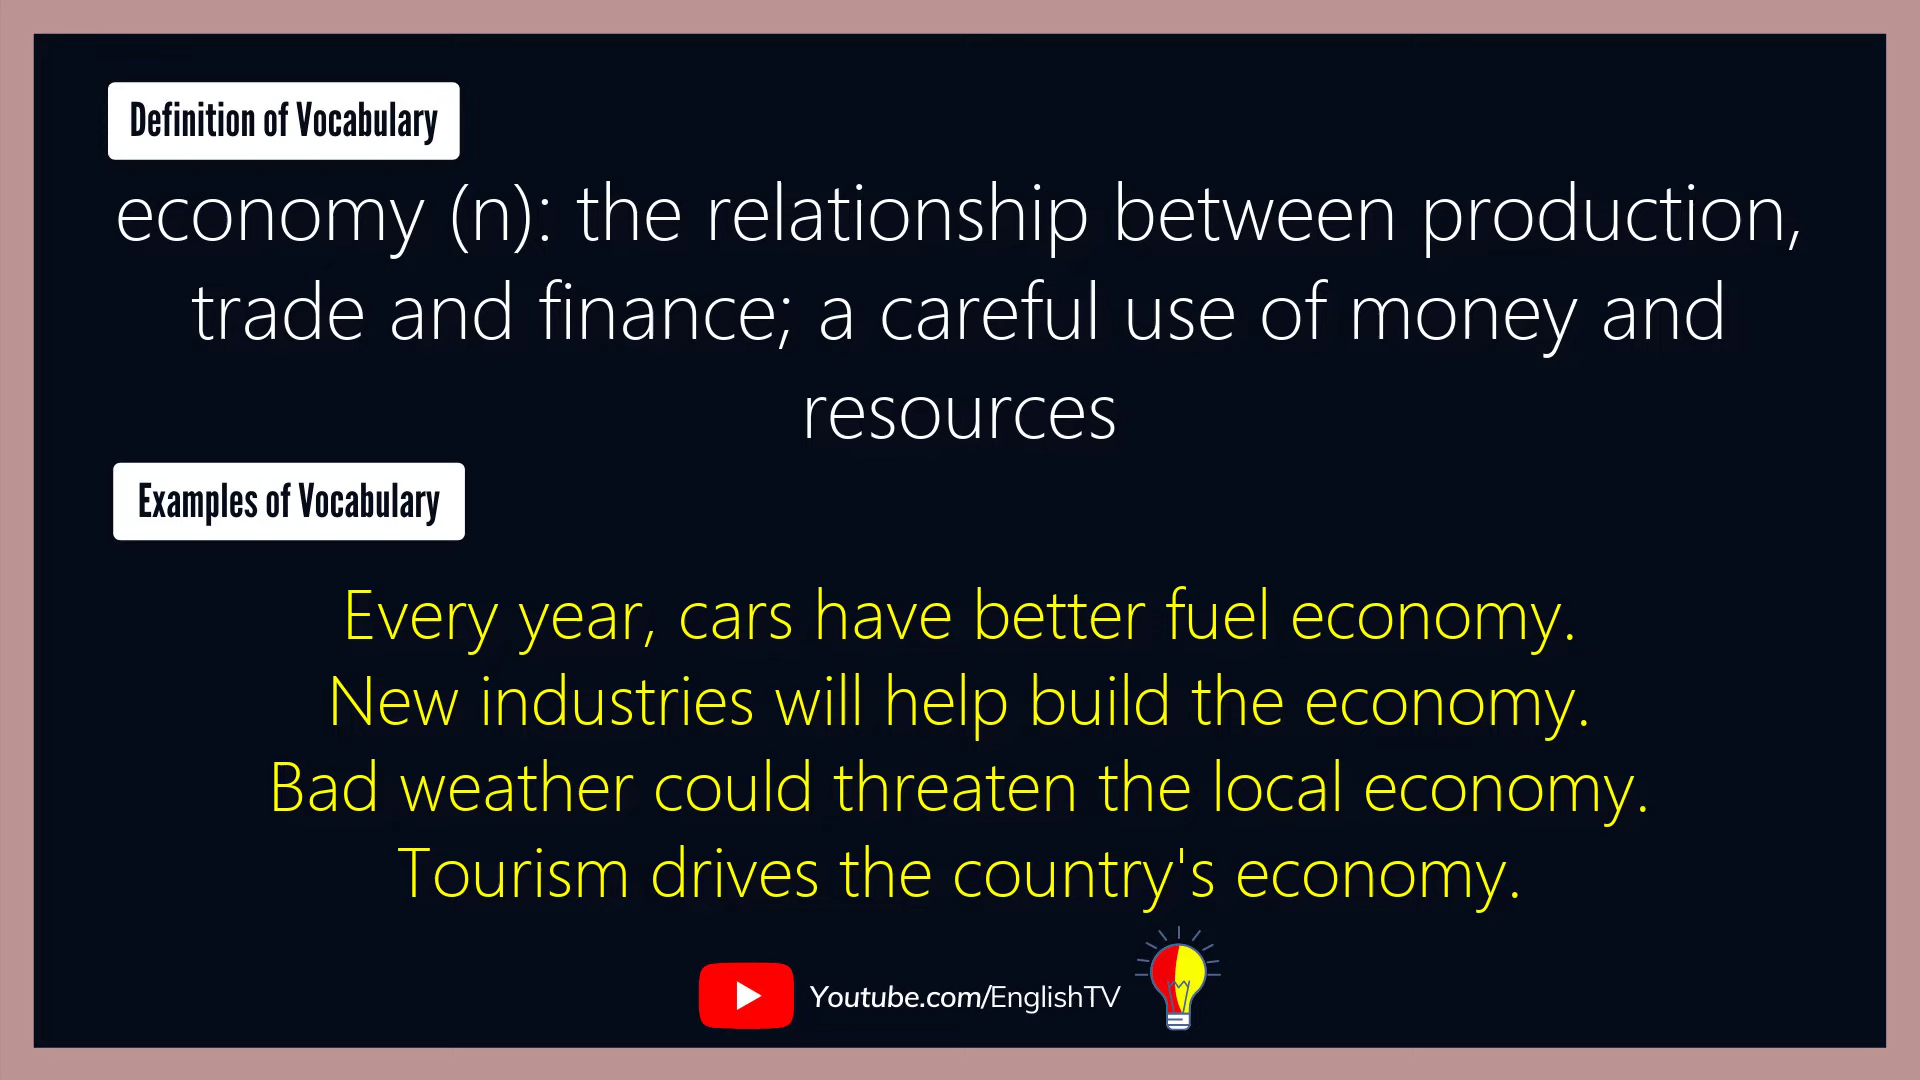 Definition of Vocabulary
economy (n): the relationship between production,
trade and finance; a careful use of money and
resources
Examples of Vocabulary
Every year, cars have better fuel economy.
New industries will help build the economy.
Bad weather could threaten the local economy.
Tourism drives the country's economy.
Youtube.com/EnglishTV